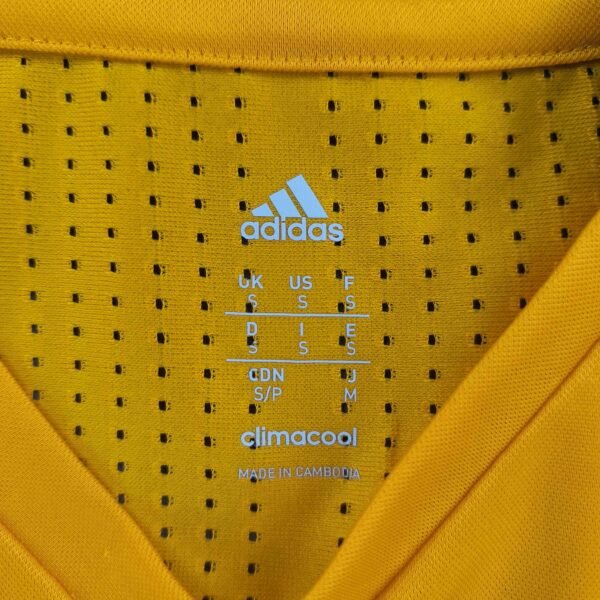 adidas
UK US F
S S S
D I E
S S S
CDN J
S/P M
climacool
MADE IN CAMBODIA